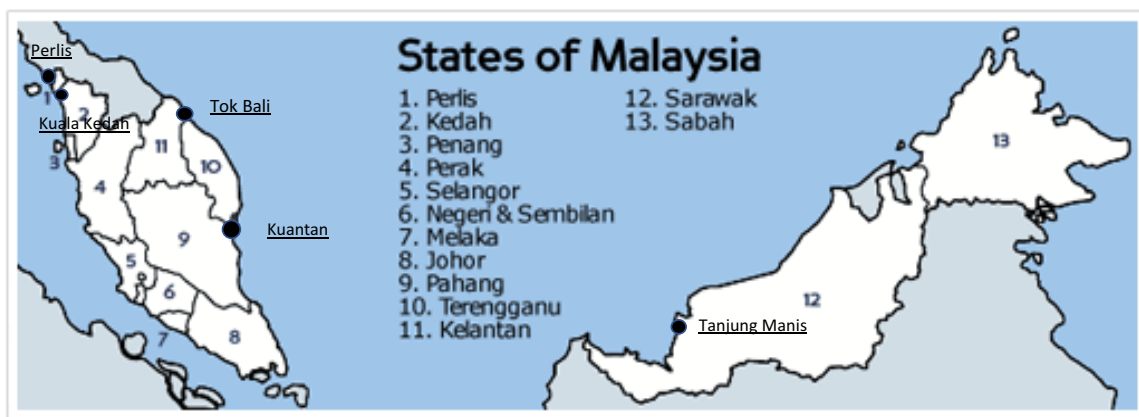 States of Malaysia
1. Perlis
2. Kedah
3. Penang
4. Perak
5. Selangor
6. Negeri & Sembilan
7. Melaka
8. Johor
9. Pahang
10. Terengganu
11. Kelantan
12. Sarawak
13. Sabah
Perlis
1
2
Kuala Kedah
Tok Bali
3
11
10
4
Kuantan
9
5
6
7
8
13
12
Tanjung Manis